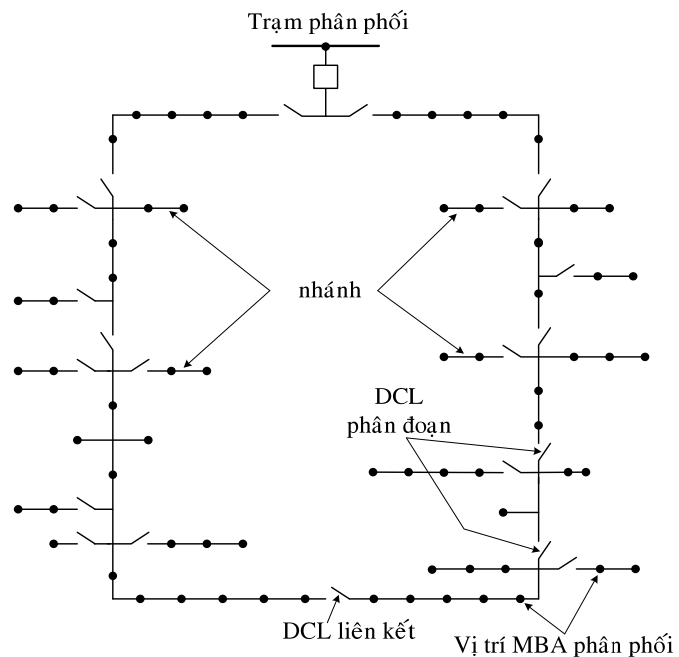 Trạm phân phối
nhánh
DCL
phân đoạn
DCL liên kết
Vị trí MBA phân phối